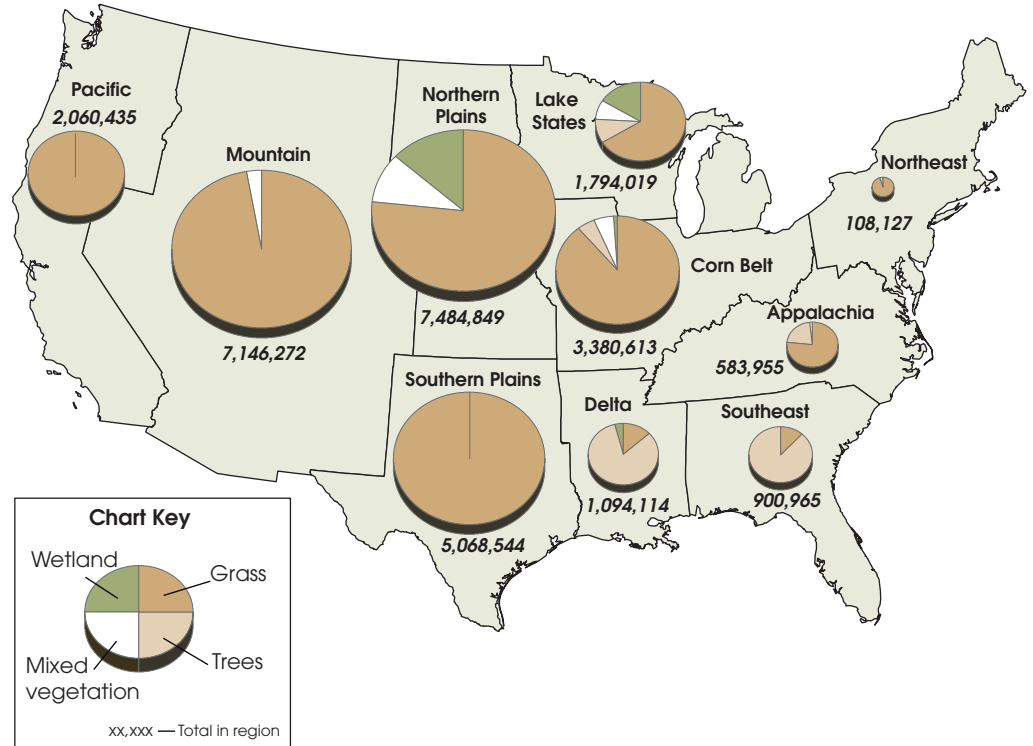 Pacific
2,060,435
Mountain
7,146,272
Northern
Plains
7,484,849
Lake
States
1,794,019
Northeast
108,127
Corn Belt
3,380,613
Appalachia
583,955
Southern Plains
5,068,544
Delta
1,094,114
Southeast
900,965
Chart Key
Wetland
Grass
Mixed
vegetation
Trees
xx,xxx — Total in region